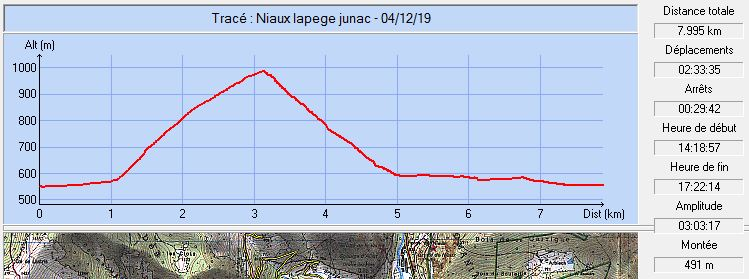 Tracé : Niaux lapege junac - 04/12/19
Alt (m)
1000
900
800
700
600
500
0 1 2 3 4 5 6 7 Dist (km)
Distance totale
7.995 km
Déplacements
02:33:35
Arrêts
00:29:42
Heure de début
14:18:57
Heure de fin
17:22:14
Amplitude
03:03:17
Montée
491 m